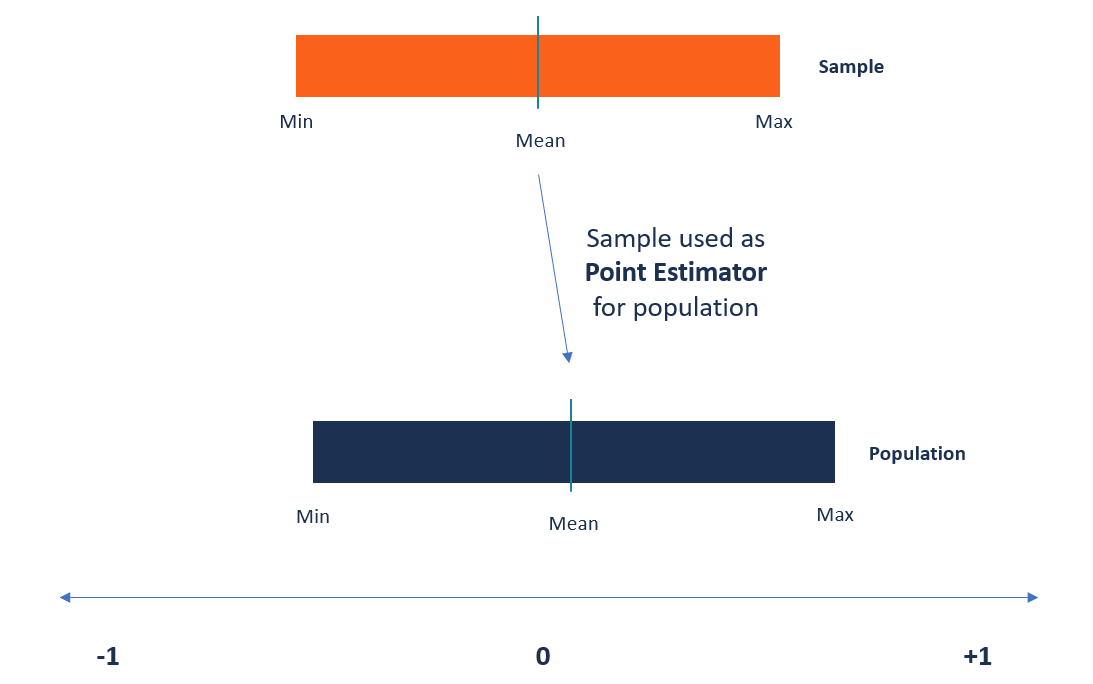 Sample
Min
Max
Mean
Sample used as
Point Estimator
for population
Population
Min
Max
Mean
-1
0
+1